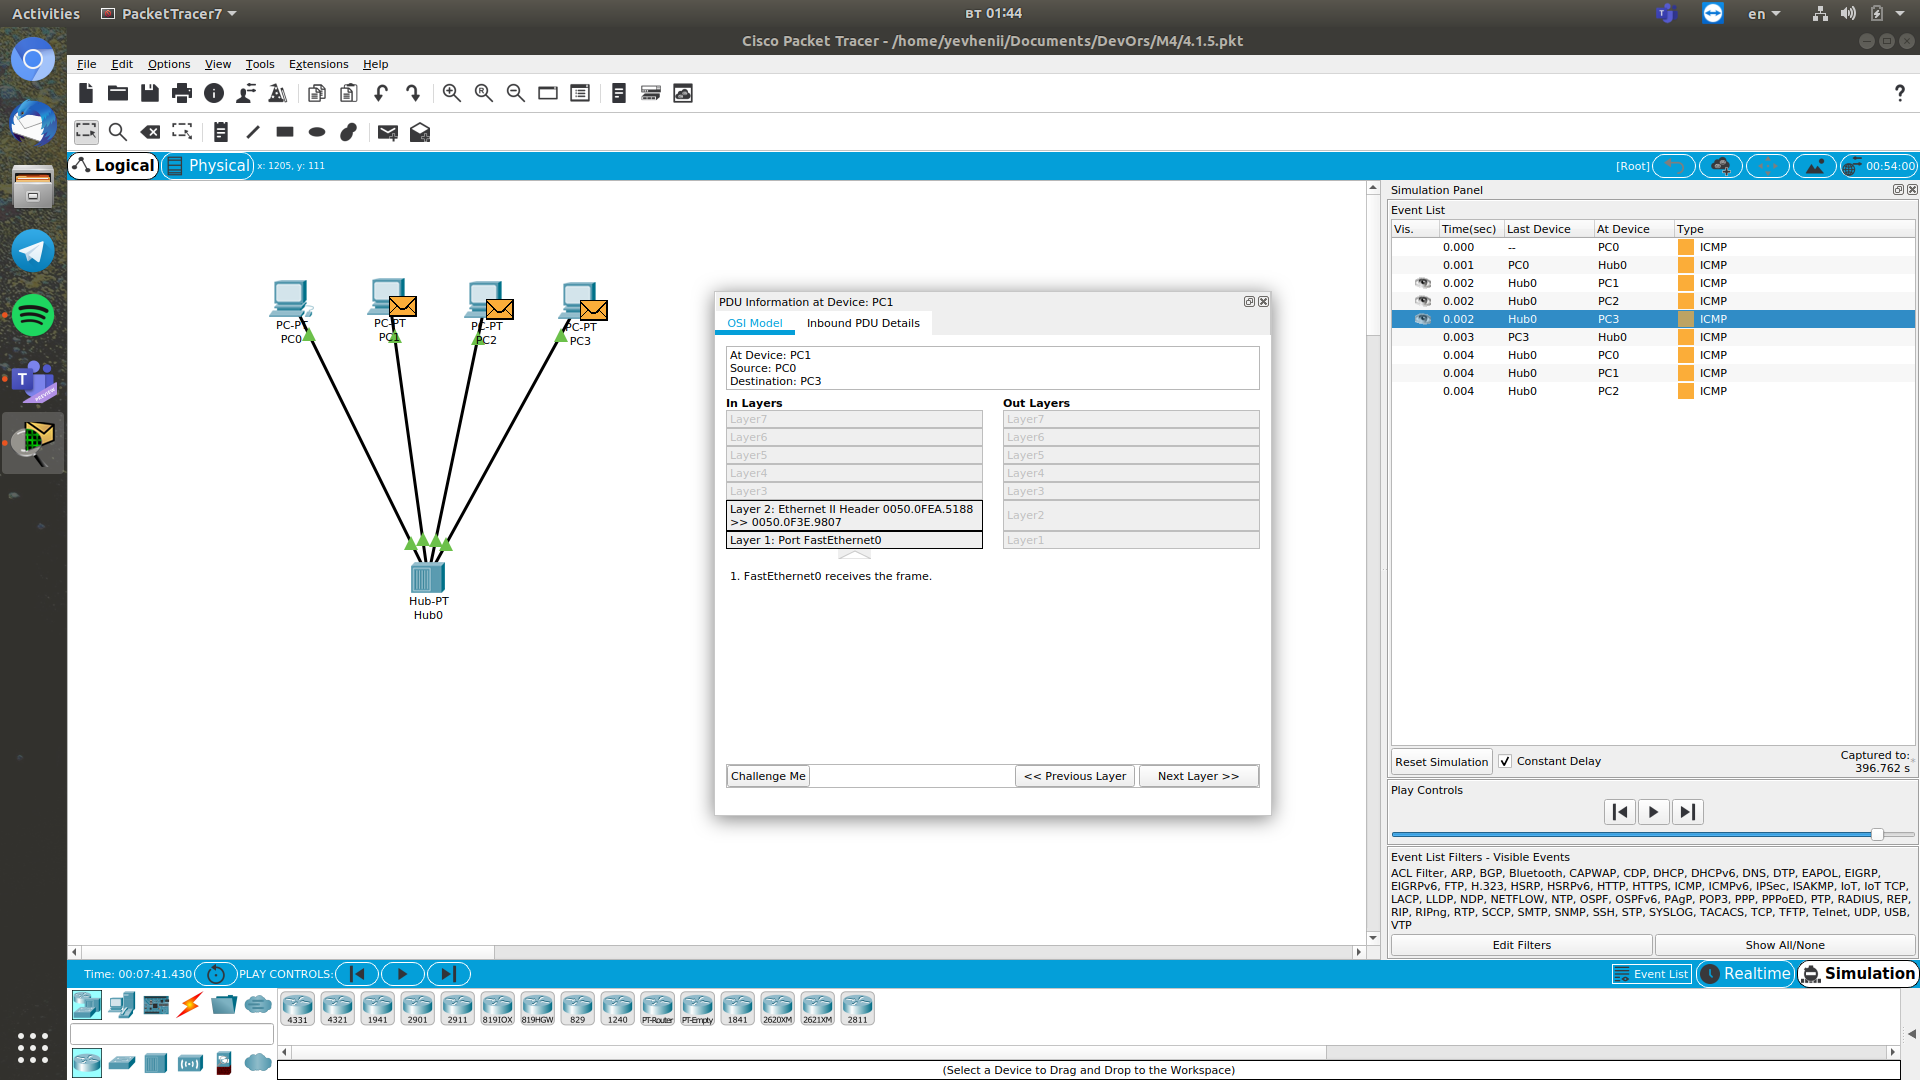 Activities PacketTracer7 вт 01:44 en
Cisco Packet Tracer - /home/yevhenii/Documents/DevOrs/M4/4.1.5.pkt
File Edit Options View Tools Extensions Help
?
Logical Physical x: 1205, y: 111 [Root] 00:54:00
Simulation Panel
Event List
Vis. Time(sec) Last Device At Device Type
0.000 -- PC0 ICMP
0.001 PC0 Hub0 ICMP
0.002 Hub0 PC1 ICMP
0.002 Hub0 PC2 ICMP
0.002 Hub0 PC3 ICMP
0.003 PC3 Hub0 ICMP
0.004 Hub0 PC0 ICMP
0.004 Hub0 PC1 ICMP
0.004 Hub0 PC2 ICMP
PC-PT
PC0
PC-PT
PC1
PC-PT
PC2
PC-PT
PC3
Hub-PT
Hub0
PDU Information at Device: PC1
OSI Model Inbound PDU Details
At Device: PC1
Source: PC0
Destination: PC3
In Layers Out Layers
Layer7 Layer7
Layer6 Layer6
Layer5 Layer5
Layer4 Layer4
Layer3 Layer3
Layer 2: Ethernet II Header 0050.0FEA.5188
>> 0050.0F3E.9807
Layer2
Layer 1: Port FastEthernet0 Layer1
1. FastEthernet0 receives the frame.
Challenge Me << Previous Layer Next Layer >>
Reset Simulation Constant Delay Captured to:
396.762 s
Play Controls
Event List Filters - Visible Events
ACL Filter, ARP, BGP, Bluetooth, CAPWAP, CDP, DHCP, DHCPv6, DNS, DTP, EAPOL, EIGRP,
EIGRPv6, FTP, H.323, HSRP, HSRPv6, HTTP, HTTPS, ICMP, ICMPv6, IPSec, ISAKMP, IoT, IoT TCP,
LACP, LLDP, NDP, NETFLOW, NTP, OSPF, OSPFv6, PAgP, POP3, PPP, PPPoED, PTP, RADIUS, REP,
RIP, RIPng, RTP, SCCP, SMTP, SNMP, SSH, STP, SYSLOG, TACACS, TCP, TFTP, Telnet, UDP, USB,
VTP
Edit Filters Show All/None
Time: 00:07:41.430 PLAY CONTROLS: Event List Realtime Simulation
4331 4321 1941 2901 2911 819IOX 819HGW 829 1240 PT-Router PT-Empty 1841 2620XM 2621XM 2811
(Select a Device to Drag and Drop to the Workspace)